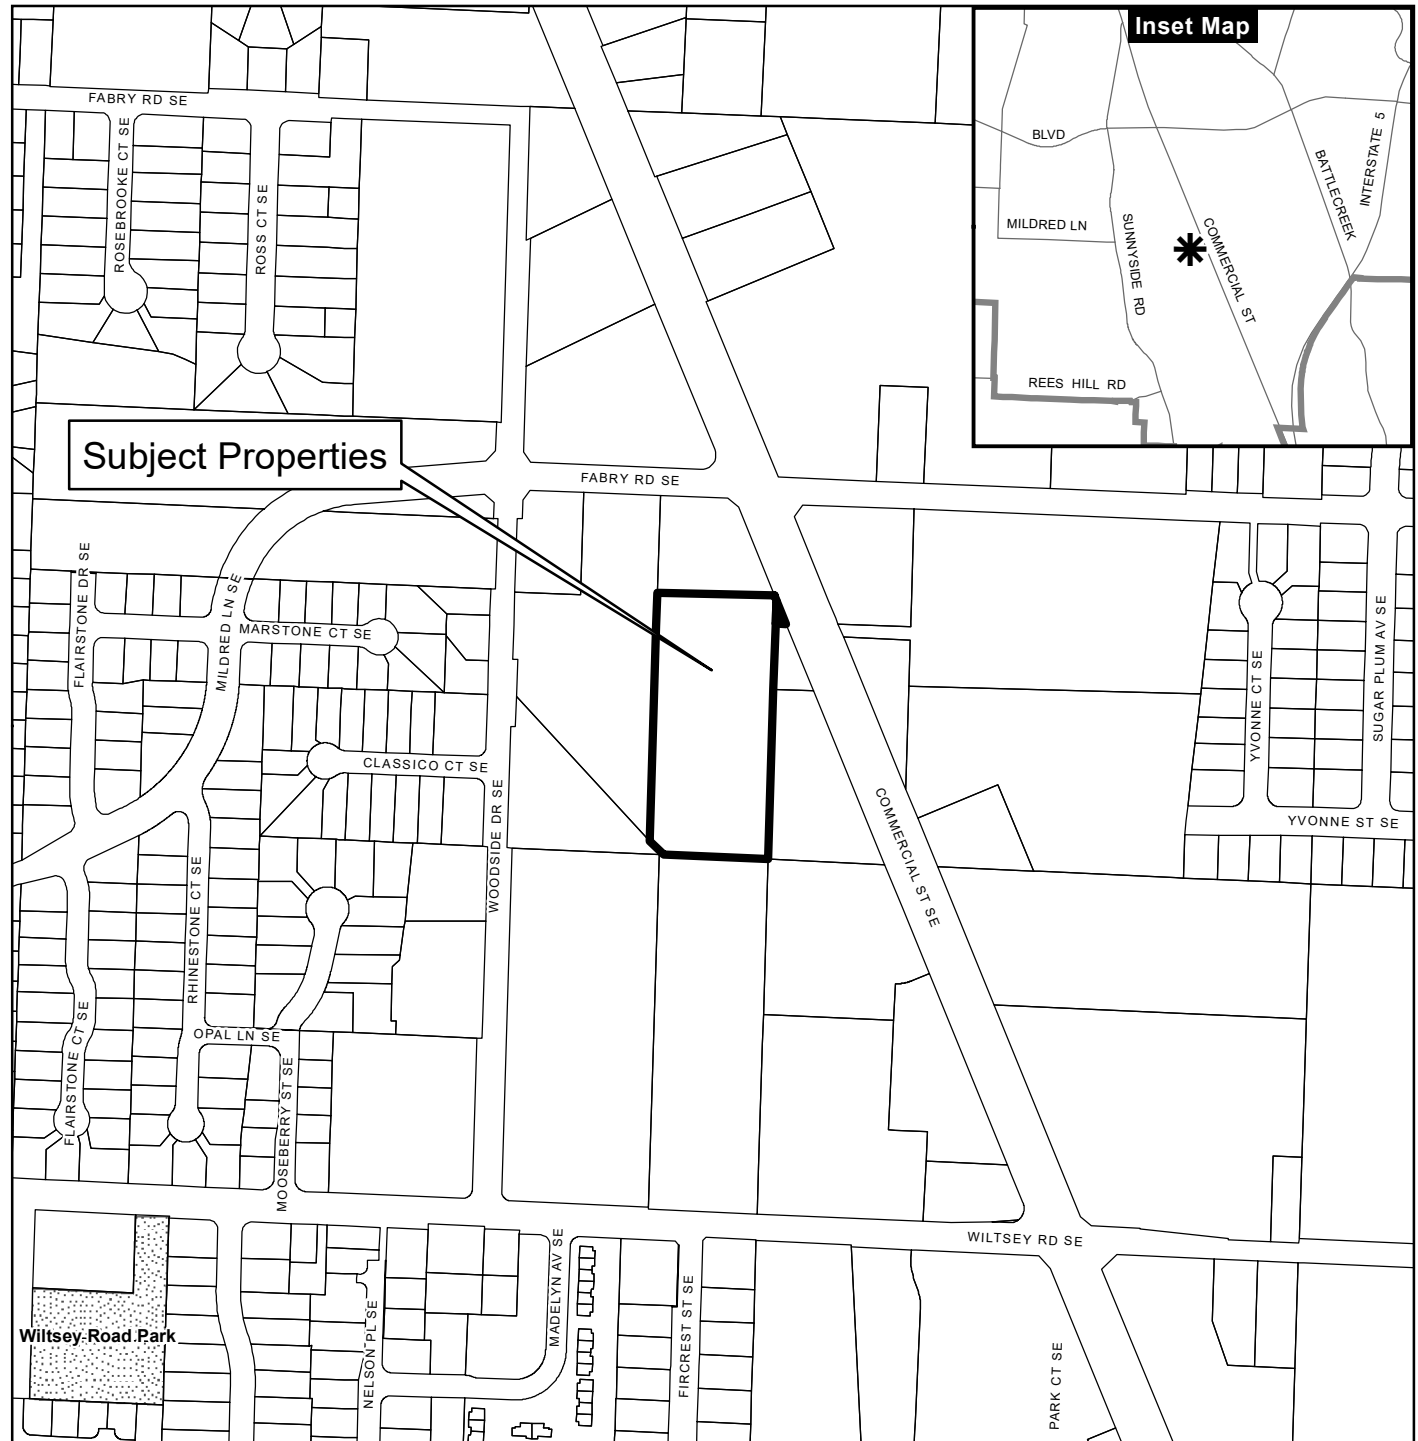 Inset Map
FABRY RD SE
ROSEBROOKE CT SE
ROSS CT SE
BLVD
INTERSTATE 5
BATTLECREEK
MILDRED LN
SUNNYSIDE RD
COMMERCIAL ST
REES HILL RD
Subject Properties
FABRY RD SE
FLAIRSTONE DR SE
MILDRED LN SE
MARSTONE CT SE
YVONNE CT SE
SUGAR PLUM AV SE
CLASSICO CT SE
WOODSIDE DR SE
COMMERCIAL ST SE
YVONNE ST SE
RHINESTONE CT SE
FLAIRSTONE CT SE
OPAL LN SE
MOOSEBERRY ST SE
WILTSEY RD SE
Wiltsey Road Park
NELSON PL SE
MADELYN AV SE
FIRCREST ST SE
PARK CT SE